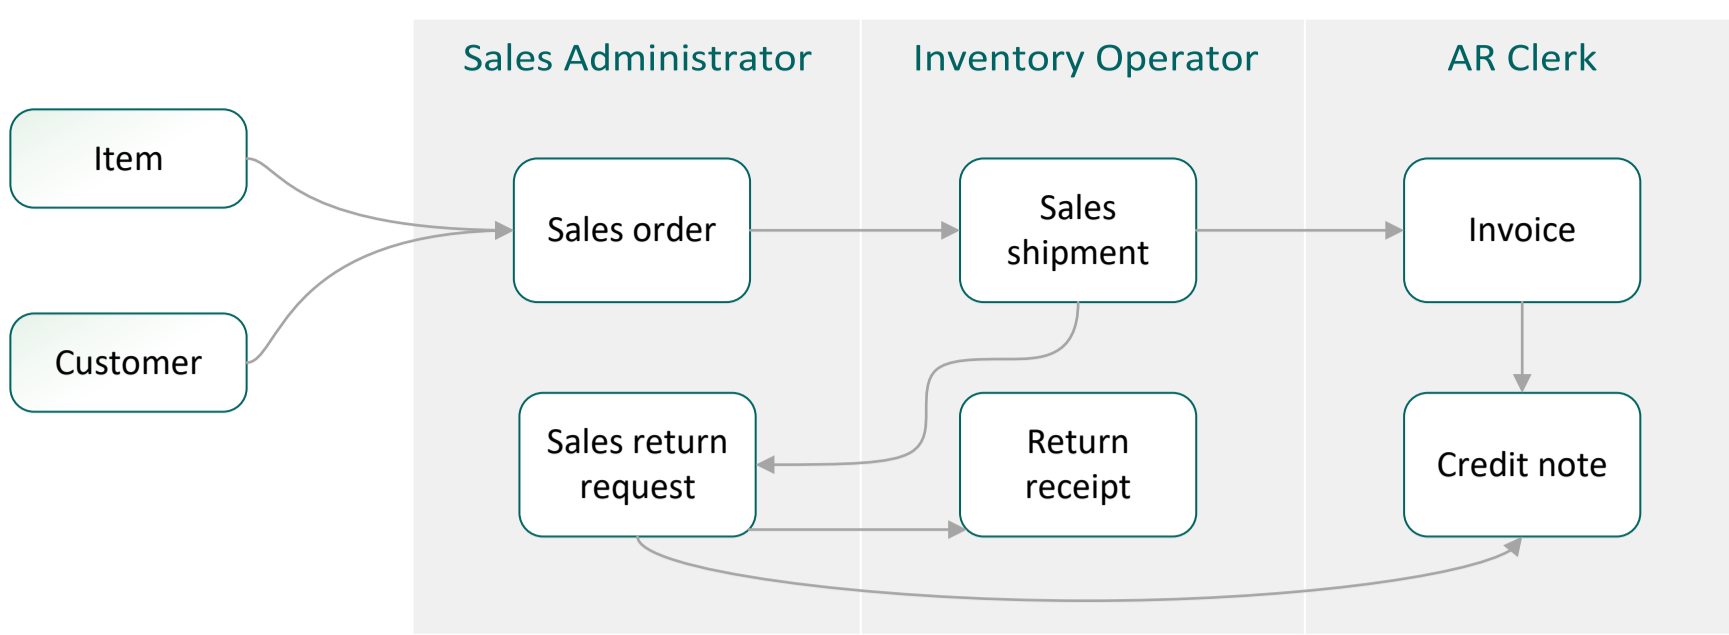 Sales Administrator
Inventory Operator
AR Clerk
Item
Customer
Sales order
Sales
shipment
Invoice
Sales return
request
Return
receipt
Credit note